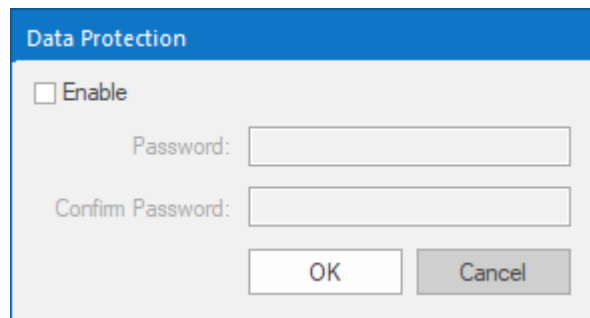 Data Protection
Enable
Password:
Confirm Password:
OK Cancel